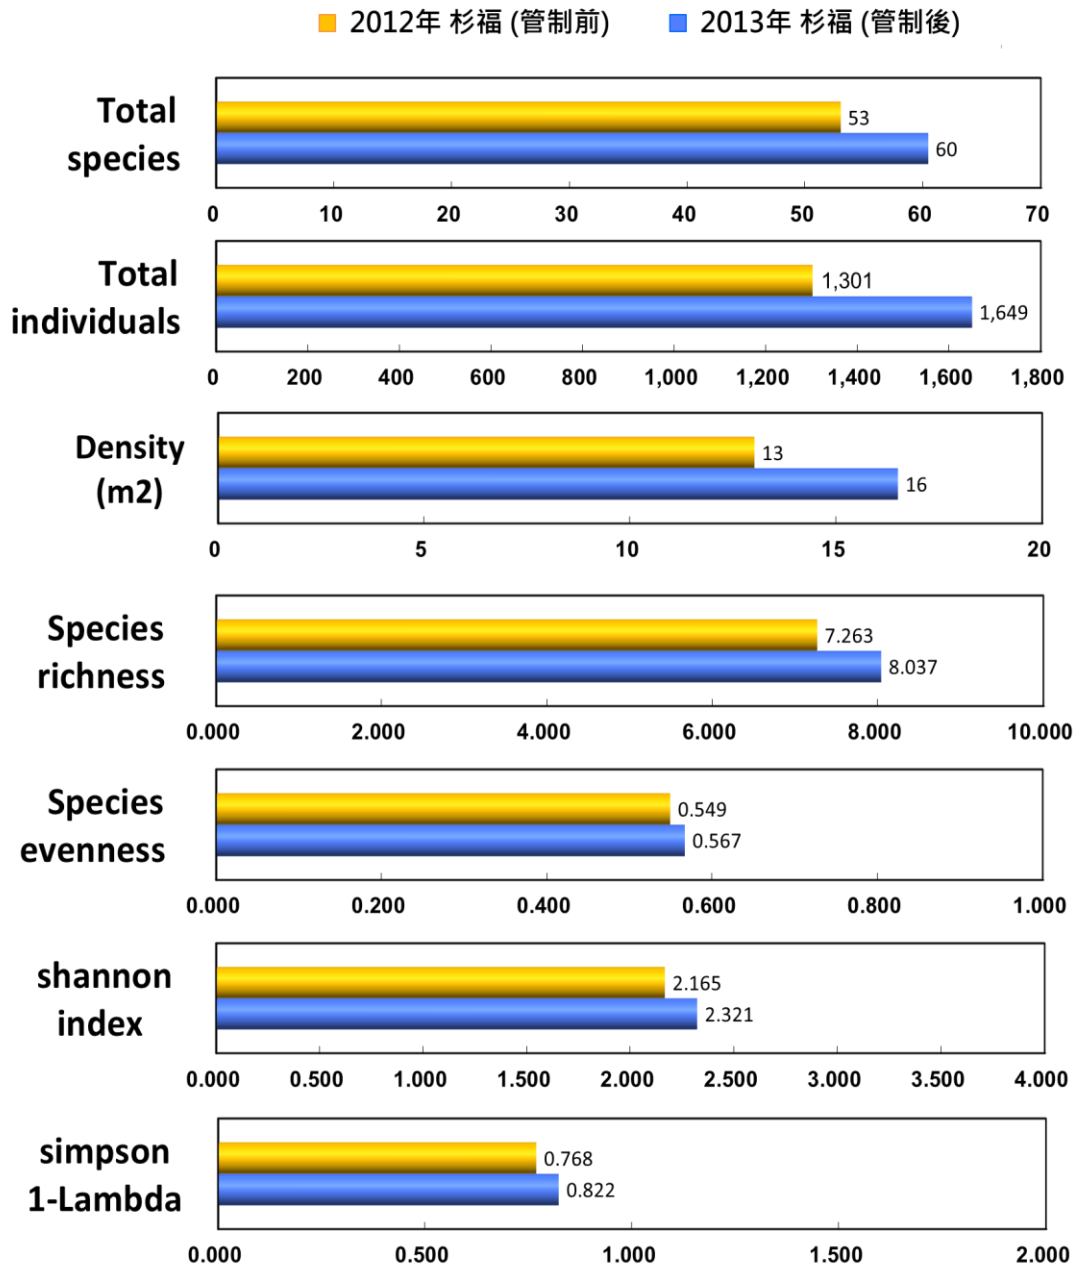 2012年 杉福 (管制前) 2013年 杉福 (管制後)
Total
species
53
60
0 10 20 30 40 50 60 70
Total
individuals
1,301
1,649
0 200 400 600 800 1,000 1,200 1,400 1,600 1,800
Density
(m2)
13
16
0 5 10 15 20
Species
richness
7.263
8.037
0.000 2.000 4.000 6.000 8.000 10.000
Species
evenness
0.549
0.567
0.000 0.200 0.400 0.600 0.800 1.000
shannon
index
2.165
2.321
0.000 0.500 1.000 1.500 2.000 2.500 3.000 3.500 4.000
simpson
1-Lambda
0.768
0.822
0.000 0.500 1.000 1.500 2.000